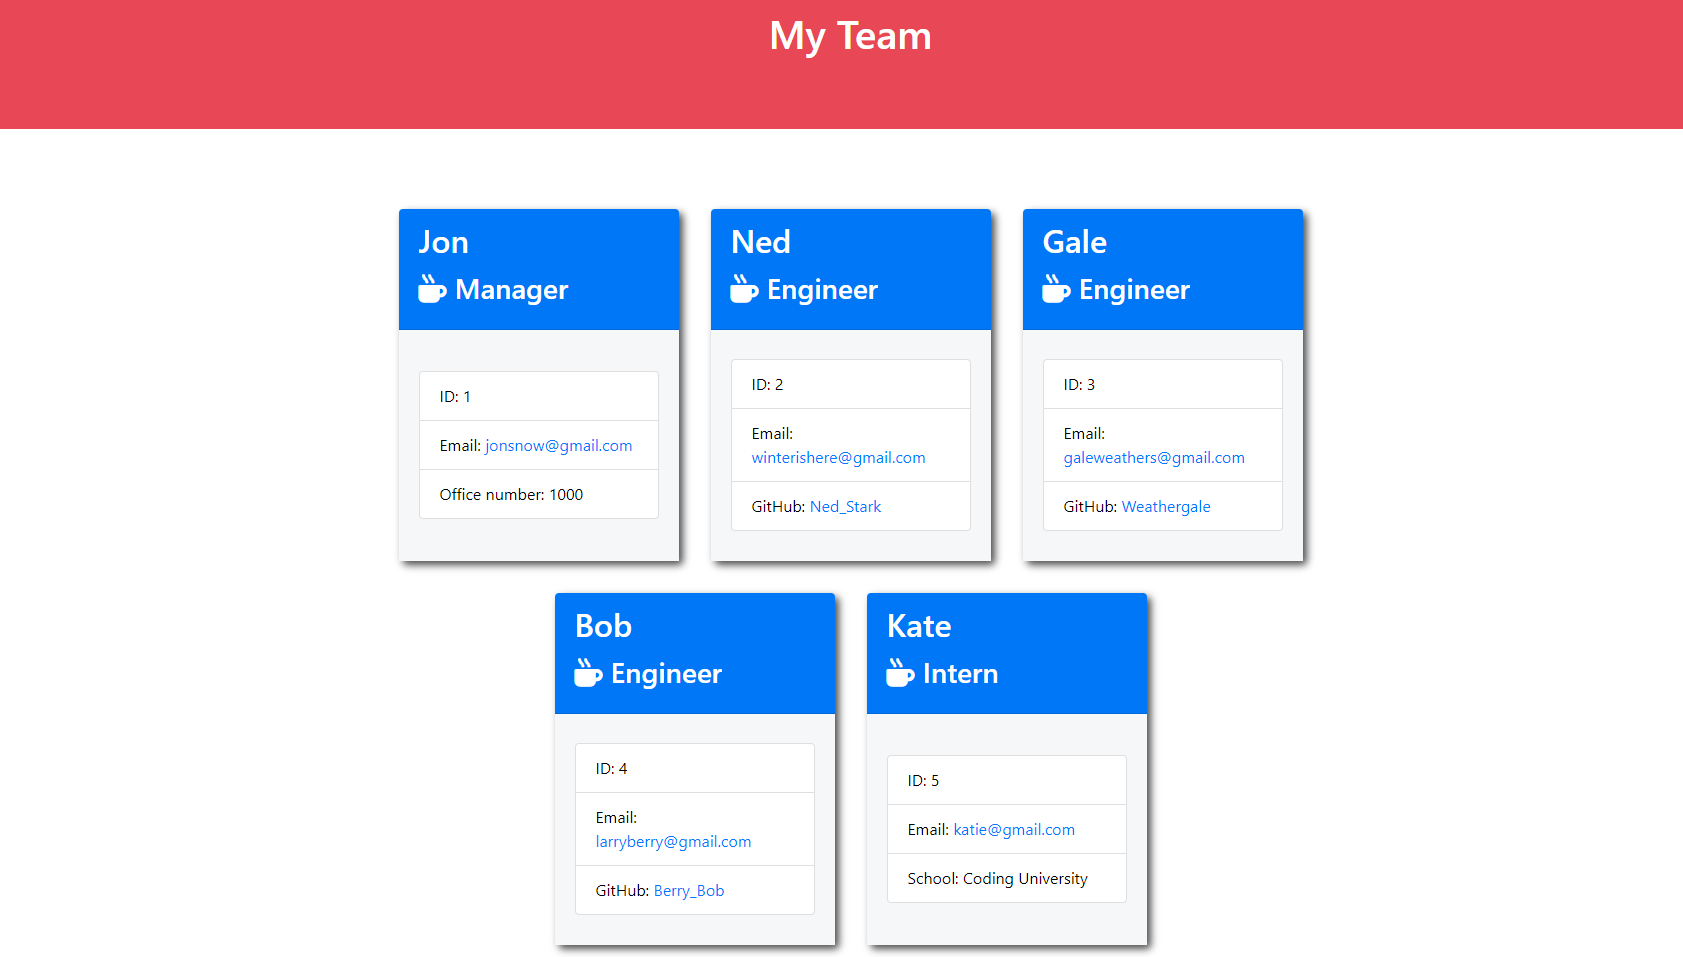 My Team
Jon
Manager
ID: 1
Email: jonsnow@gmail.com
Office number: 1000
Ned
Engineer
ID: 2
Email:
winterishere@gmail.com
GitHub: Ned_Stark
Gale
Engineer
ID: 3
Email:
galeweathers@gmail.com
GitHub: Weathergale
Bob
Engineer
ID: 4
Email:
larryberry@gmail.com
GitHub: Berry_Bob
Kate
Intern
ID: 5
Email: katie@gmail.com
School: Coding University